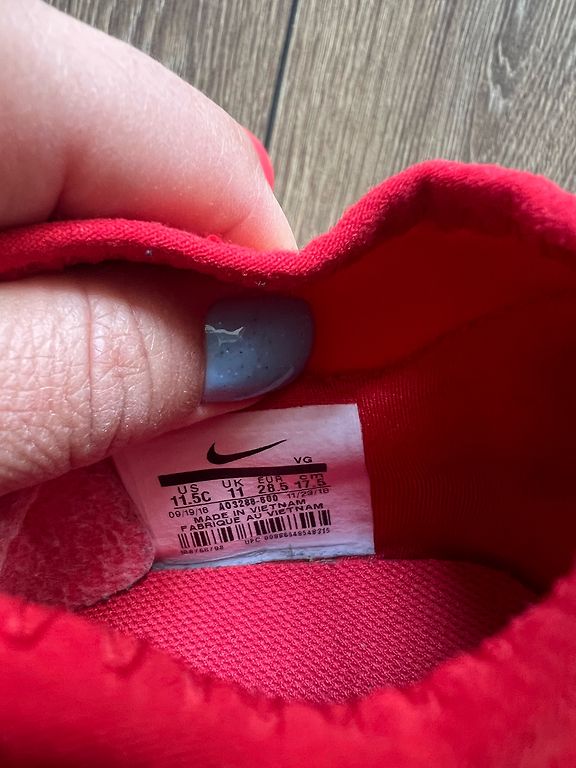 VG
US UK EUR cm
11.5C 11 28.5 17.5
09/19/18 AO3288-600 11/29/18
MADE IN VIETNAM
FABRIQUE AU VIETNAM
UPC